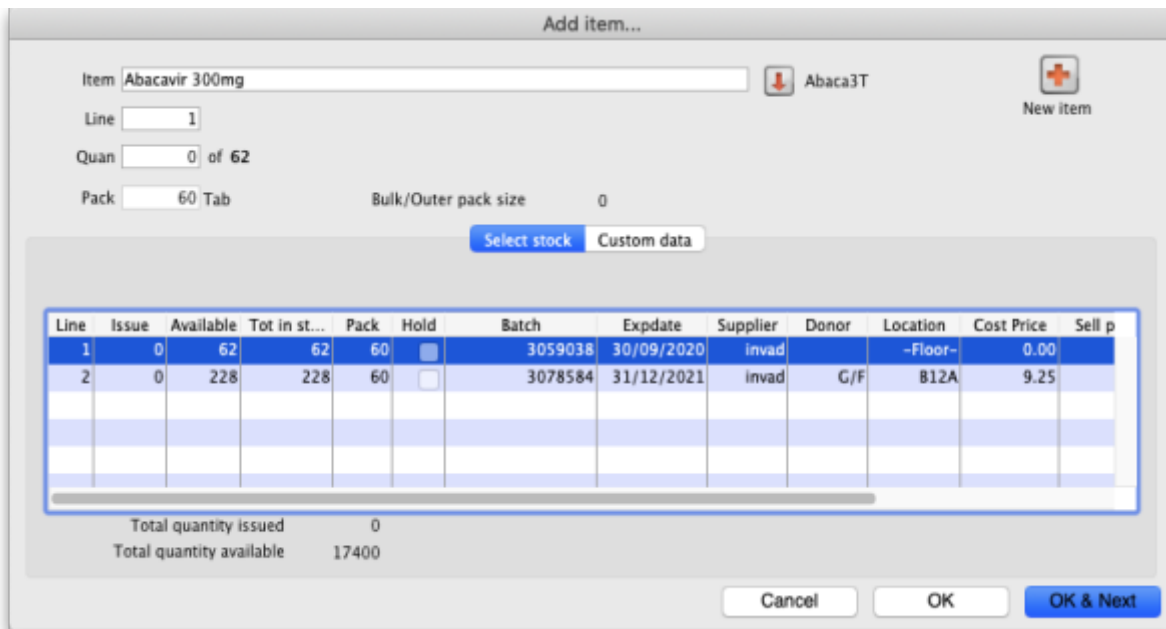 Add item...
Item Abacavir 300mg Abaca3T
New item
Line 1
Quan 0 of 62
Pack 60 Tab Bulk/Outer pack size 0
Select stock Custom data
Line Issue Available Tot in st... Pack Hold Batch Expdate Supplier Donor Location Cost Price Sell p
1 0 62 62 60 3059038 30/09/2020 invad -Floor- 0.00
2 0 228 228 60 3078584 31/12/2021 invad G/F B12A 9.25
Total quantity issued 0
Total quantity available 17400
Cancel OK OK & Next